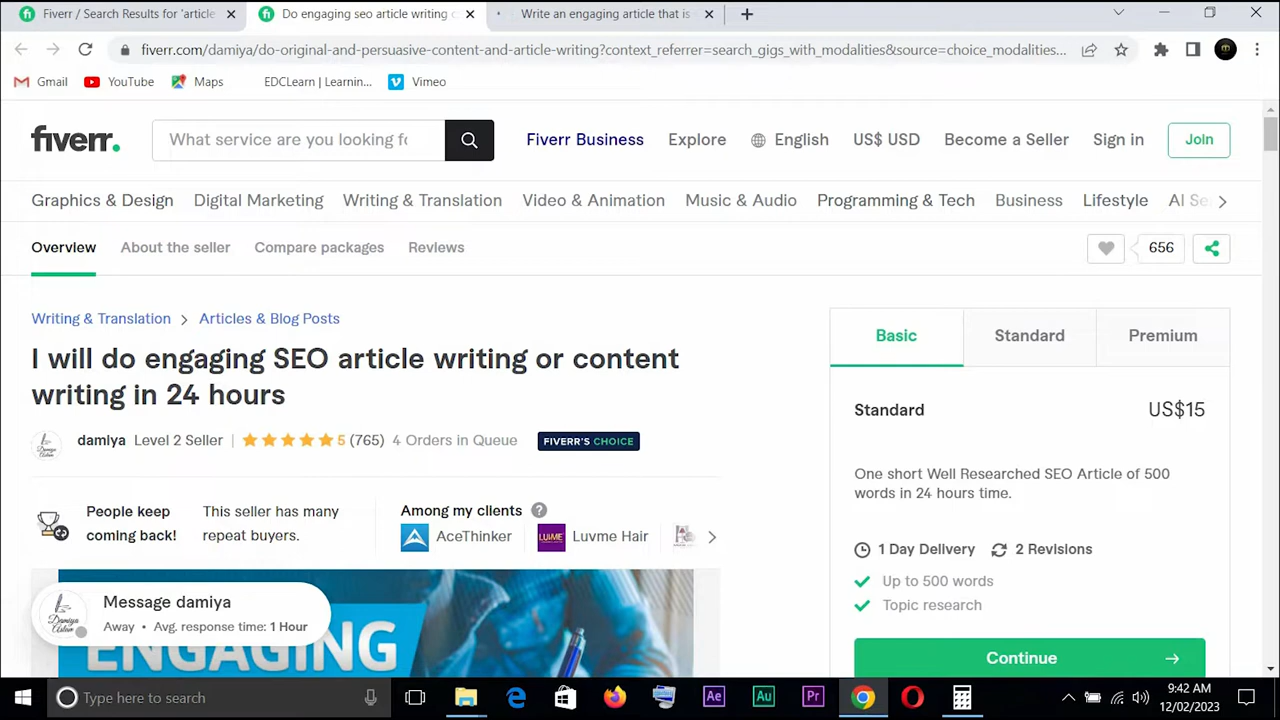 Fiverr / Search Results for 'article
Do engaging seo article writing c
Write an engaging article that is
fiverr.com/damiya/do-original-and-persuasive-content-and-article-writing?context_referrer=search_gigs_with_modalities&source=choice_modalities...
Gmail YouTube Maps EDCLearn | Learnin... Vimeo
fiverr. What service are you looking fo Fiverr Business Explore English US$ USD Become a Seller Sign in Join
Graphics & Design Digital Marketing Writing & Translation Video & Animation Music & Audio Programming & Tech Business Lifestyle AI Se
Overview About the seller Compare packages Reviews 656
Writing & Translation > Articles & Blog Posts
I will do engaging SEO article writing or content
writing in 24 hours
damiya Level 2 Seller | 5 (765) 4 Orders in Queue FIVERR'S CHOICE
People keep
coming back!
This seller has many
repeat buyers.
Among my clients ?
AceThinker Luvme Hair
ENGAGING
Message damiya
Away • Avg. response time: 1 Hour
Damiya
Aslam
Basic Standard Premium
Standard US$15
One short Well Researched SEO Article of 500
words in 24 hours time.
1 Day Delivery 2 Revisions
Up to 500 words
Topic research
Continue
Type here to search
Ae Au Pr
9:42 AM
12/02/2023